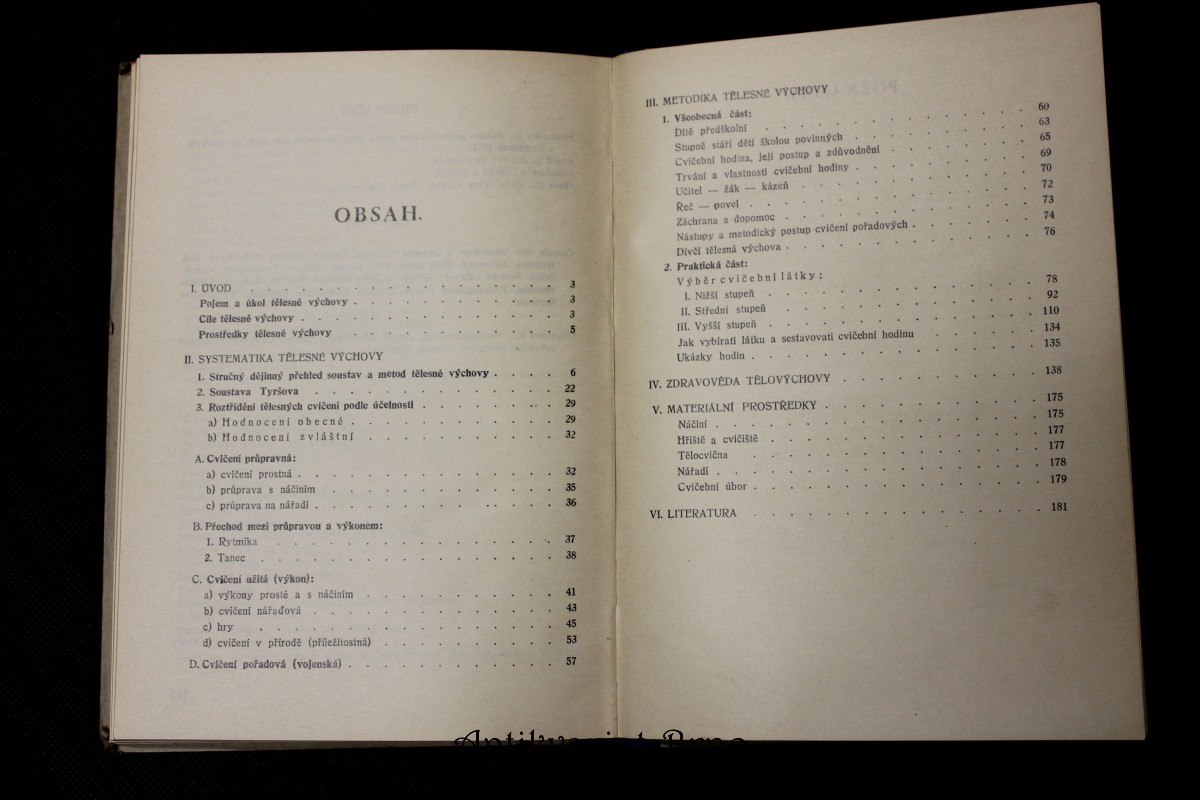 OBSAH.
I. ÚVOD . . . . . . . . . . . . . . . . 3
Pojem a úkol tělesné výchovy . . . . . . . . . . . 3
Cíle tělesné výchovy . . . . . . . . . . . . . . 3
Prostředky tělesné výchovy . . . . . . . . . . . 5
II. SYSTEMATIKA TĚLESNÉ VÝCHOVY
1. Stručný dějinný přehled soustav a metod tělesné výchovy . . . . 6
2. Soustava Tyršova . . . . . . . . . . . . . 22
3. Roztřídění tělesných cvičení podle účelnosti . . . . . . . 29
a) Hodnocení obecné . . . . . . . . . . . 29
b) Hodnocení zvláštní . . . . . . . . . . . 32
A. Cvičení průpravná:
a) cvičení prostná . . . . . . . . . . . . . . 32
b) průprava s náčiním . . . . . . . . . . . . 35
c) průprava na nářadí . . . . . . . . . . . . 36
B. Přechod mezi průpravou a výkonem:
1. Rytmika . . . . . . . . . . . . . . . 37
2. Tanec . . . . . . . . . . . . . . . . 38
C. Cvičení užitá (výkon):
a) výkony prosté a s náčiním . . . . . . . . . . 41
b) cvičení nářaďová . . . . . . . . . . . . . 43
c) hry . . . . . . . . . . . . . . . . 45
d) cvičení v přírodě (příležitostná) . . . . . . . . . 53
D. Cvičení pořadová (vojenská) . . . . . . . . . . . 57
III. METODIKA TĚLESNÉ VÝCHOVY
1. Všeobecná část:
Dítě předškolní . . . . . . . . . . . . . . 60
Stupně stáří dětí školou povinných . . . . . . . . . 63
Cvičební hodina, její postup a zdůvodnění . . . . . . . 65
Trvání a vlastnosti cvičební hodiny . . . . . . . . . 69
Učitel — žák — kázeň . . . . . . . . . . . . 70
Řeč — povel . . . . . . . . . . . . . . . 72
Záchrana a dopomoc . . . . . . . . . . . . . 73
Nástupy a metodický postup cvičení pořadových . . . . . . 74
Dívčí tělesná výchova . . . . . . . . . . . . . 76
2. Praktická část:
Výběr cvičební látky:
I. Nižší stupeň . . . . . . . . . . . . . . 78
II. Střední stupeň . . . . . . . . . . . . . 92
III. Vyšší stupeň . . . . . . . . . . . . . . 110
Jak vybírati látku a sestavovati cvičební hodinu . . . . . 134
Ukázky hodin . . . . . . . . . . . . . . . 135
IV. ZDRAVOVĚDA TĚLOVÝCHOVY . . . . . . . . . . 138
V. MATERIÁLNÍ PROSTŘEDKY . . . . . . . . . . . 175
Náčiní . . . . . . . . . . . . . . . . . 175
Hřiště a cvičiště . . . . . . . . . . . . . . 177
Tělocvična . . . . . . . . . . . . . . . 177
Nářadí . . . . . . . . . . . . . . . . . 178
Cvičební úbor . . . . . . . . . . . . . . . 179
VI. LITERATURA . . . . . . . . . . . . . . . 181
Antikvariat Brno